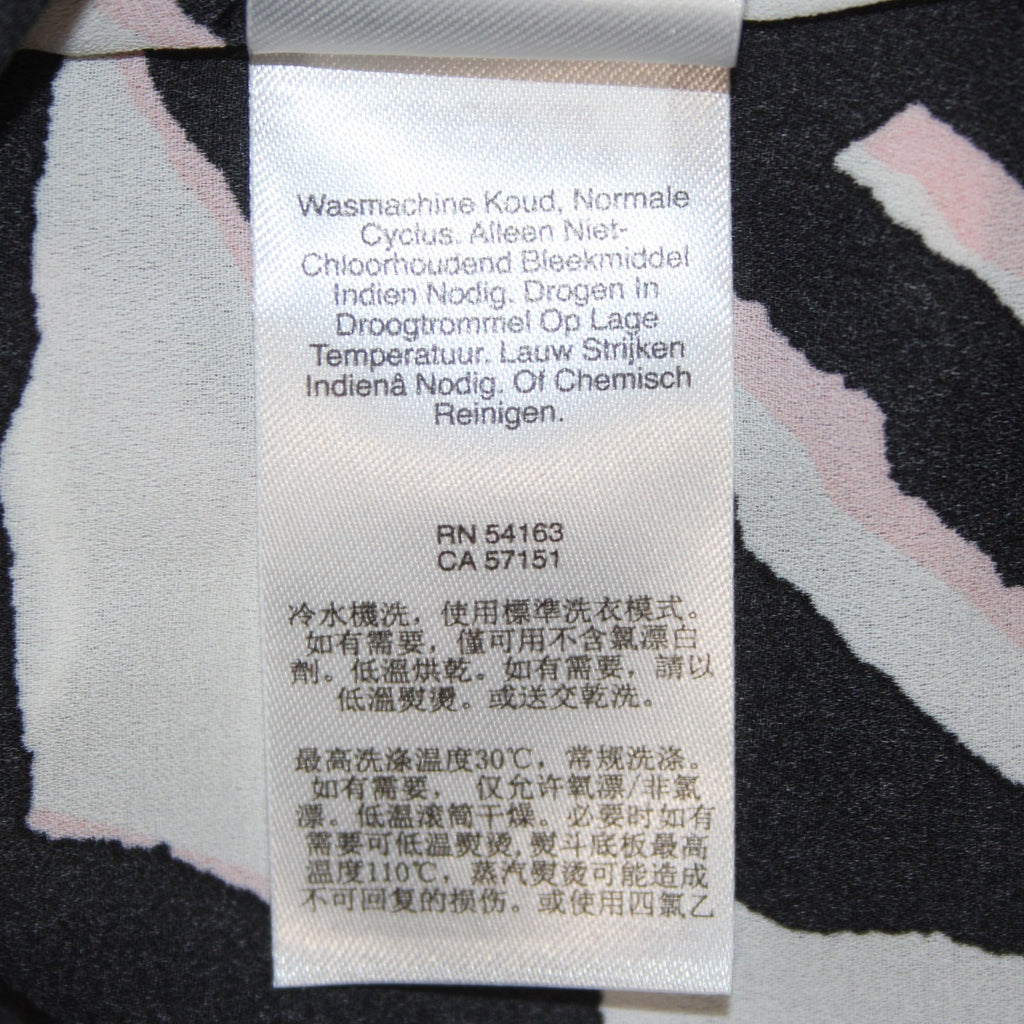 Wasmachine Koud, Normale
Cyclus. Alleen Niet-
Chloorhoudend Bleekmiddel
Indien Nodig. Drogen In
Droogtrommel Op Lage
Temperatuur. Lauw Strijken
Indienâ Nodig. Of Chemisch
Reinigen.
RN 54163
CA 57151
冷水機洗，使用標準洗衣模式。
如有需要，僅可用不含氯漂白
劑。低溫烘乾。如有需要，請以
低溫熨燙。或送交乾洗。
最高洗涤温度30℃，常规洗涤。
如有需要， 仅允许氧漂/非氯
漂。低温滚筒干燥。必要时如有
需要可低温熨烫,熨斗底板最高
温度110℃，蒸汽熨烫可能造成
不可回复的损伤。或使用四氯乙